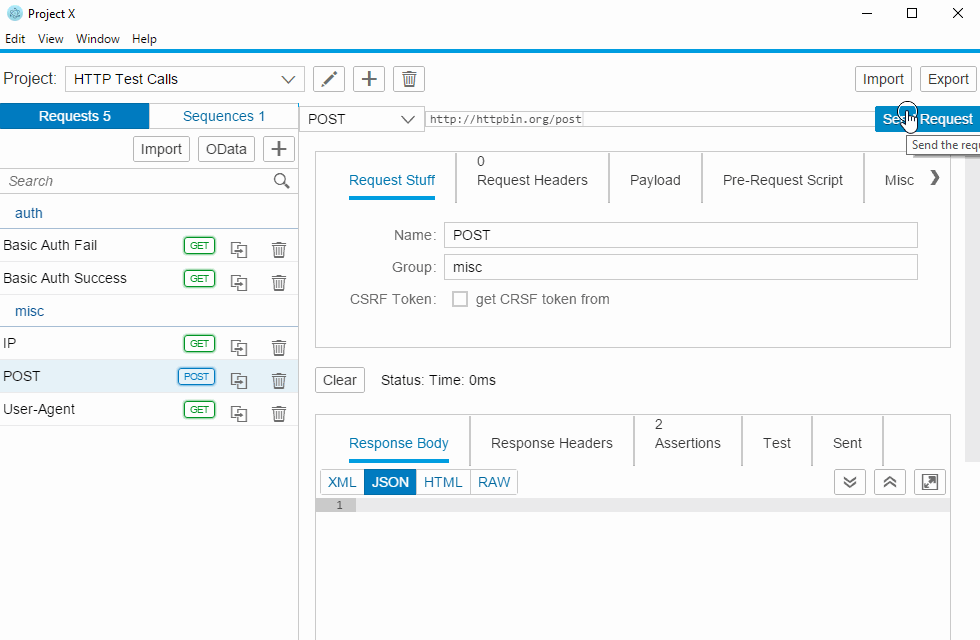 Project X
Edit View Window Help
Project: HTTP Test Calls Import Export
Requests 5 Sequences 1 POST http://httpbin.org/post Request
Send the
Import OData
Search
auth
Basic Auth Fail GET
Basic Auth Success GET
misc
IP GET
POST POST
User-Agent GET
0
Request Stuff Request Headers Payload Pre-Request Script Misc
Name: POST
Group: misc
CSRF Token: get CRSF token from
Clear Status: Time: 0ms
2
Response Body Response Headers Assertions Test Sent
XML JSON HTML RAW
1